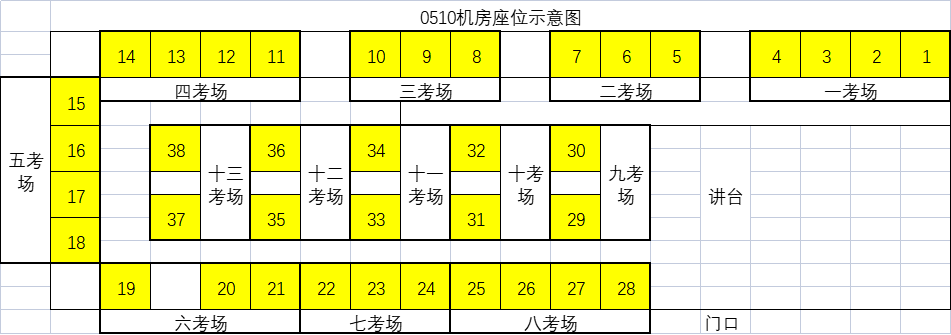 0510机房座位示意图
14 13 12 11 10 9 8 7 6 5 4 3 2 1
四考场 三考场 二考场 一考场
15
五考场
16
17
18
38 36 34 32 30
十三考场 十二考场 十一考场 十考场 九考场 讲台
37 35 33 31 29
19 20 21 22 23 24 25 26 27 28
六考场 七考场 八考场 门口